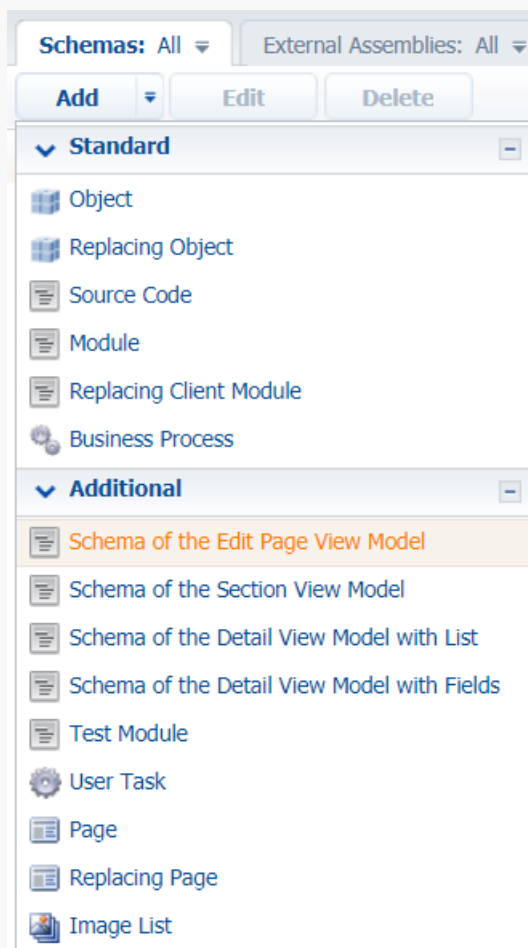 Schemas: All External Assemblies: All
Add Edit Delete
Standard
Object
Replacing Object
Source Code
Module
Replacing Client Module
Business Process
Additional
Schema of the Edit Page View Model
Schema of the Section View Model
Schema of the Detail View Model with List
Schema of the Detail View Model with Fields
Test Module
User Task
Page
Replacing Page
Image List